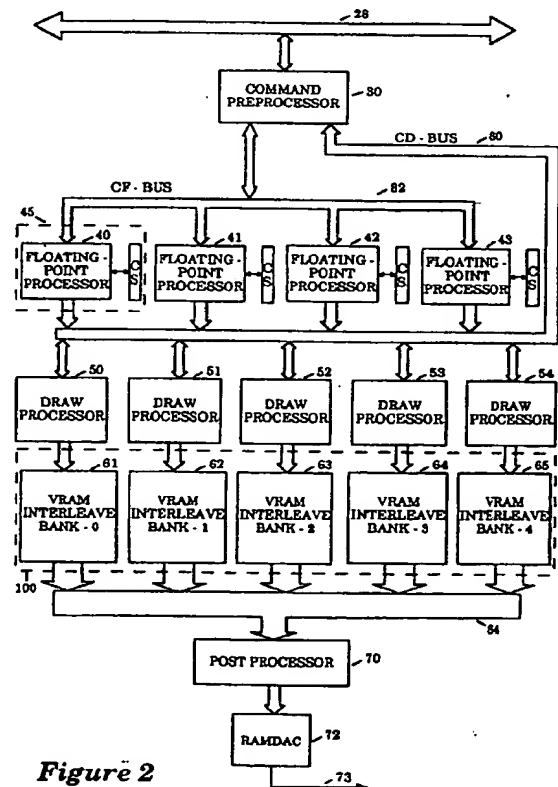 28
COMMAND
PREPROCESSOR
30
CD - BUS
80
CF - BUS
82
45
40
41
42
43
FLOATING -
POINT
PROCESSOR
CS
FLOATING -
POINT
PROCESSOR
CS
FLOATING -
POINT
PROCESSOR
CS
FLOATING -
POINT
PROCESSOR
CS
50
51
52
53
54
DRAW
PROCESSOR
DRAW
PROCESSOR
DRAW
PROCESSOR
DRAW
PROCESSOR
DRAW
PROCESSOR
61
62
63
64
65
VRAM
INTERLEAVE
BANK - 0
VRAM
INTERLEAVE
BANK - 1
VRAM
INTERLEAVE
BANK - 2
VRAM
INTERLEAVE
BANK - 3
VRAM
INTERLEAVE
BANK - 4
100
84
POST PROCESSOR
70
RAMDAC
72
73
Figure 2